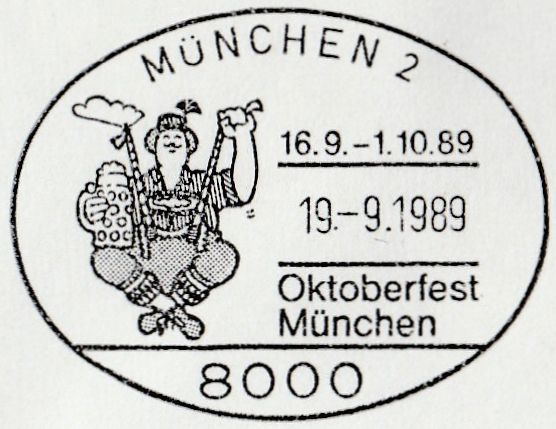 MÜNCHEN 2
16.9.–1.10.89
19.–9.1989
Oktoberfest
München
8000